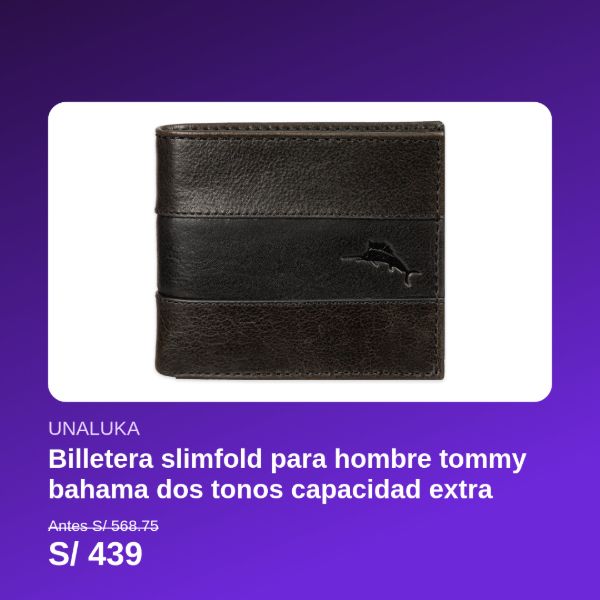 UNALUKA
Billetera slimfold para hombre tommy
bahama dos tonos capacidad extra
Antes S/ 568.75
S/ 439